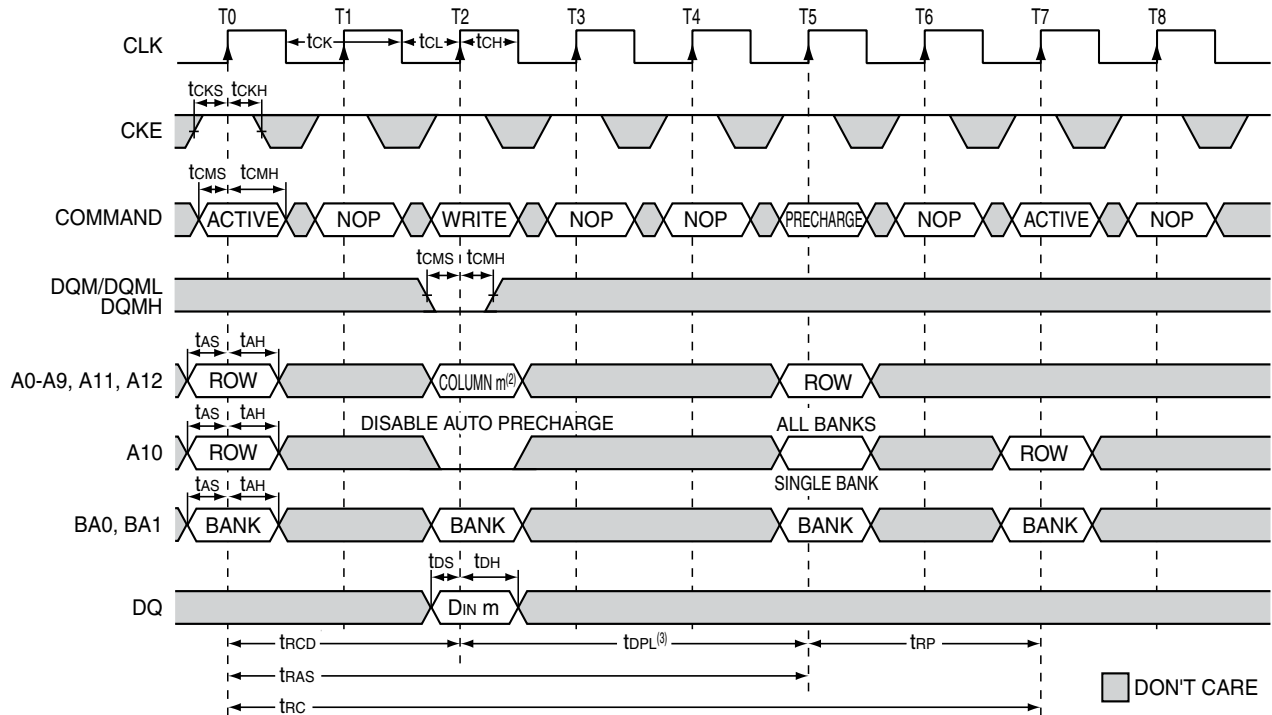 T0 T1 T2 T3 T4 T5 T6 T7 T8
CLK tCK tCL tCH
tCKS tCKH
CKE
tCMS tCMH
COMMAND ACTIVE NOP WRITE NOP NOP PRECHARGE NOP ACTIVE NOP
tCMS tCMH
DQM/DQML
DQMH
tAS tAH
A0-A9, A11, A12 ROW COLUMN m(2) ROW
tAS tAH DISABLE AUTO PRECHARGE ALL BANKS
A10 ROW ROW
tAS tAH SINGLE BANK
BA0, BA1 BANK BANK BANK BANK
tDS tDH
DQ DIN m
tRCD tDPL(3) tRP
tRAS
DON'T CARE
tRC